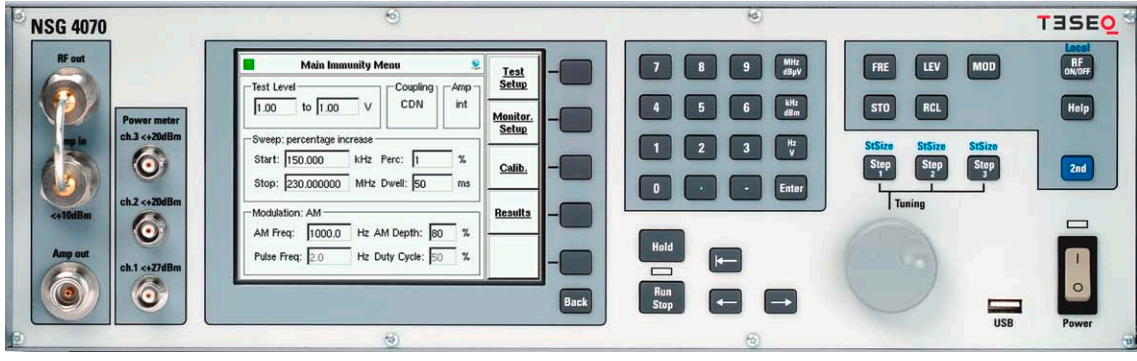 NSG 4070
TESEQ
RF out
Amp in
<+10dBm
Amp out
Power meter
ch.3 <+20dBm
ch.2 <+20dBm
ch.1 <+27dBm
Main Immunity Menu
Test Level
1.00 to 1.00 V
Coupling
CDN
Amp
int
Sweep: percentage increase
Start: 150.000 kHz Perc: 1 %
Stop: 230.000000 MHz Dwell: 50 ms
Modulation: AM
AM Freq: 1000.0 Hz AM Depth: 80 %
Pulse Freq: 2.0 Hz Duty Cycle: 50 %
Test
Setup
Monitor.
Setup
Calib.
Results
Back
7 8 9 MHz
dBµV
4 5 6 kHz
dBm
1 2 3 Hz
V
0 . - Enter
Hold
Run
Stop
FRE LEV MOD
Local
RF
ON/OFF
STO RCL Help
StSize StSize StSize
Step
1
Step
2
Step
3
2nd
Tuning
USB
I
O
Power